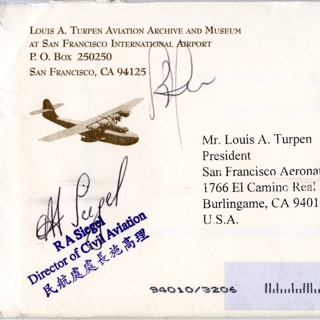 LOUIS A. TURPEN AVIATION ARCHIVE AND MUSEUM
AT SAN FRANCISCO INTERNATIONAL AIRPORT
P. O. BOX 250250
SAN FRANCISCO, CA 94125
Mr. Louis A. Turpen
President
San Francisco Aeronau
1766 El Camino Real
Burlingame, CA 9401
U.S.A.
R A Siegel
Director of Civil Aviation
民航處處長施高理
94010/3206